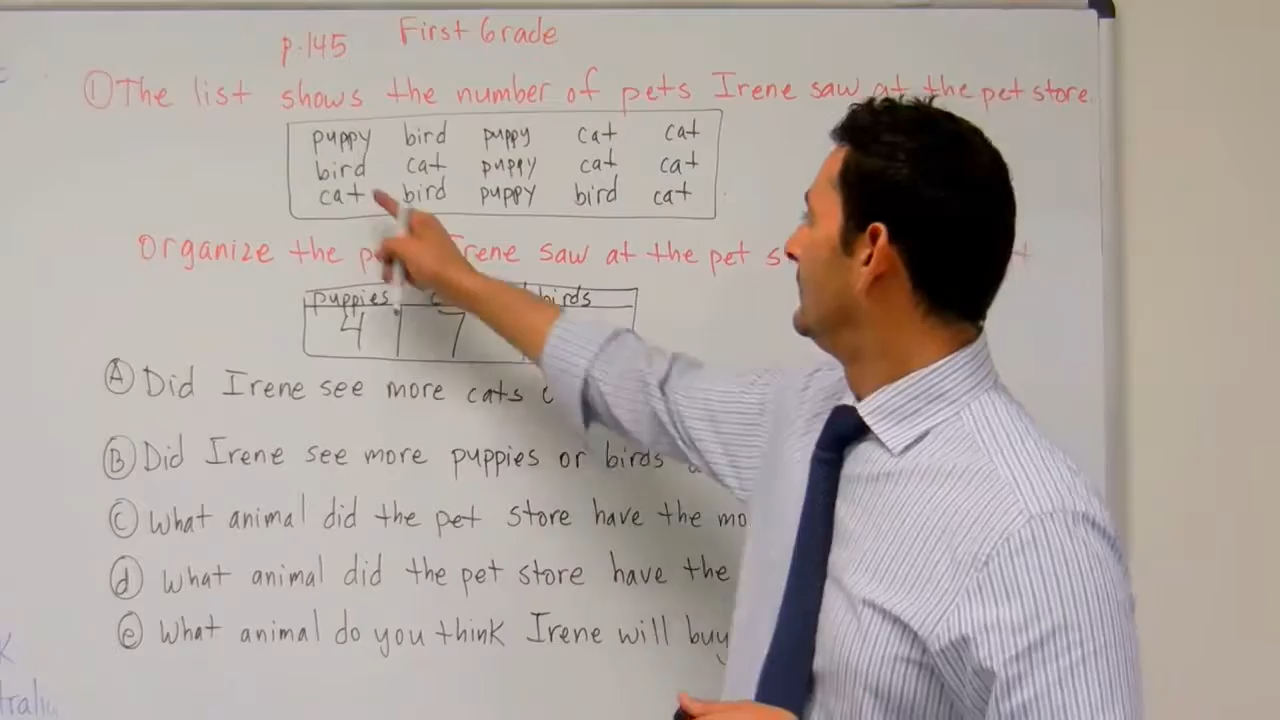 p.145 First Grade
① The list shows the number of pets Irene saw at the pet store.
puppy bird puppy cat cat
bird cat puppy cat cat
cat bird puppy bird cat
Organize the Irene saw at the pet
puppies birds
4 7
Ⓐ Did Irene see more cats
Ⓑ Did Irene see more puppies or birds
ⓒ What animal did the pet store have the
ⓓ What animal did the pet store have the
ⓔ What animal do you think Irene will buy